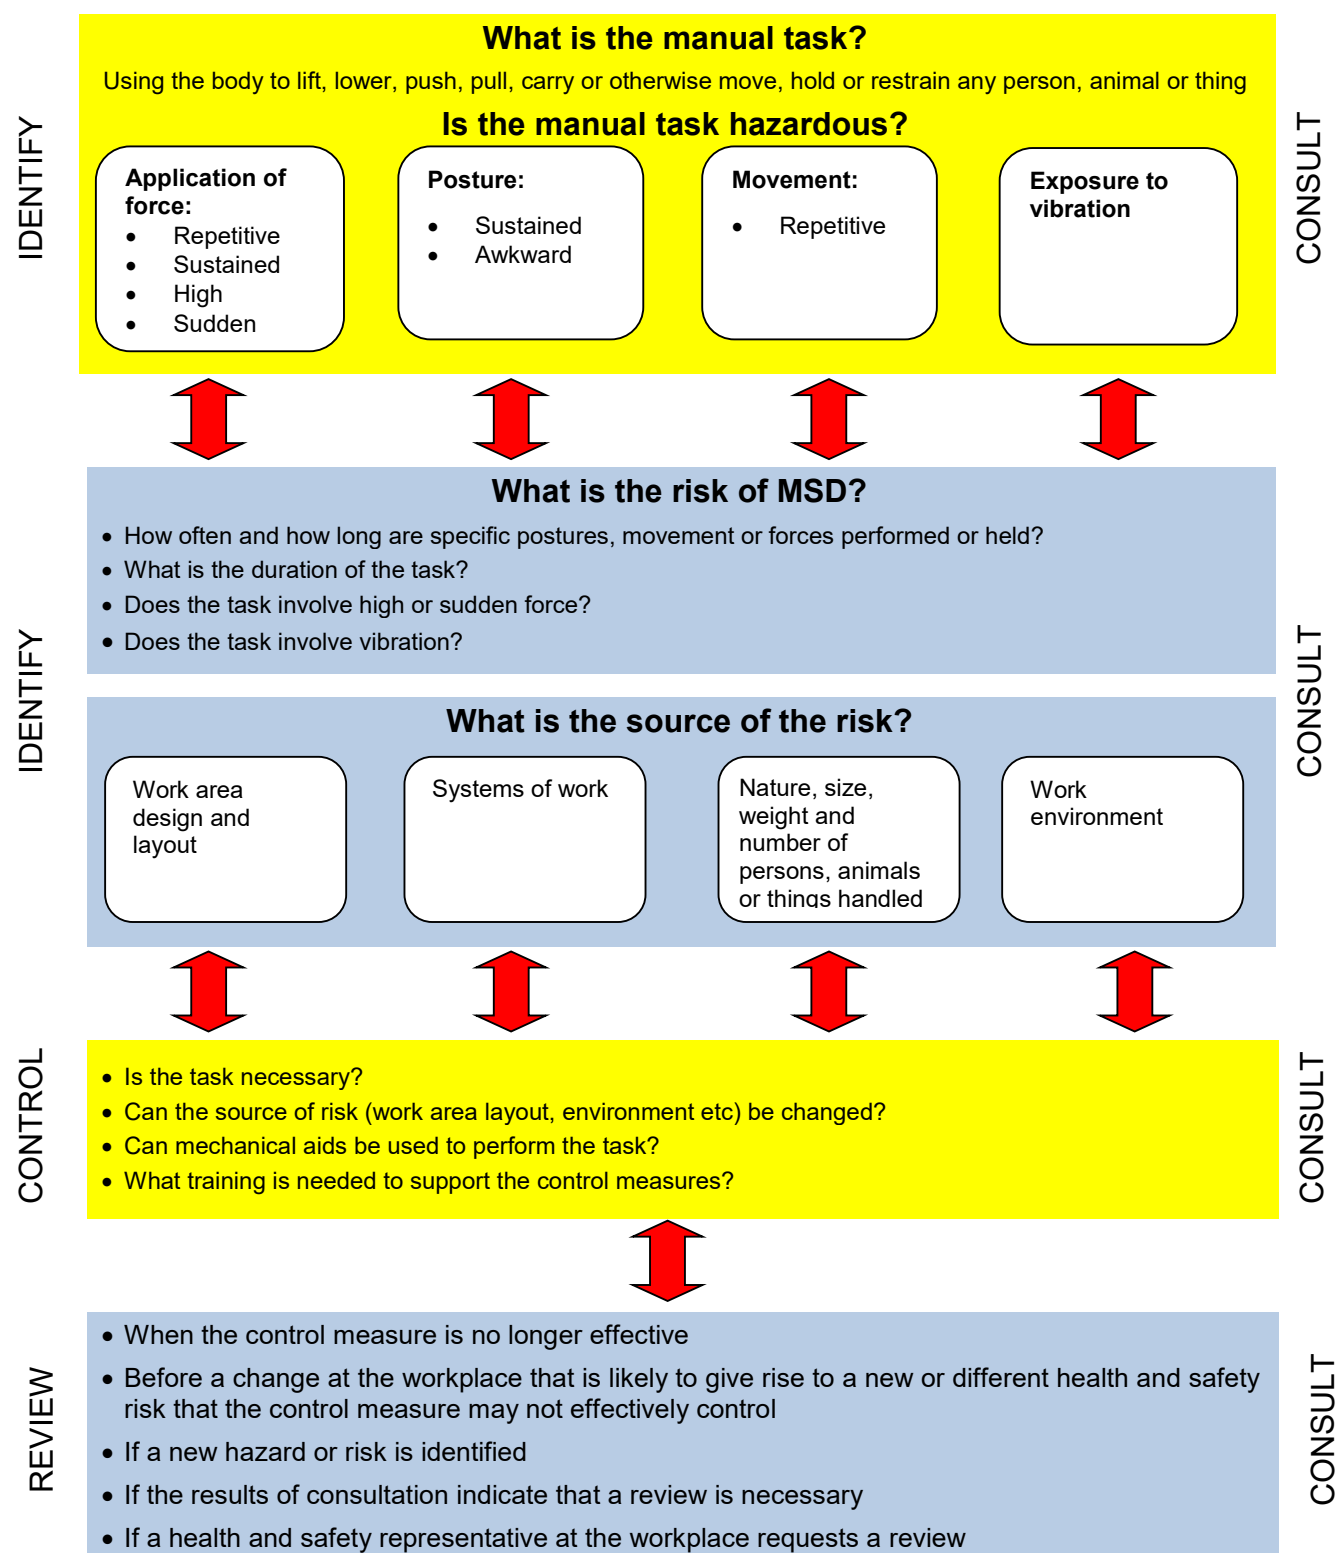 What is the manual task?
Using the body to lift, lower, push, pull, carry or otherwise move, hold or restrain any person, animal or thing
Is the manual task hazardous?
IDENTIFY
Application of
force:
• Repetitive
• Sustained
• High
• Sudden
Posture:
• Sustained
• Awkward
Movement:
• Repetitive
Exposure to
vibration
CONSULT
What is the risk of MSD?
• How often and how long are specific postures, movement or forces performed or held?
• What is the duration of the task?
• Does the task involve high or sudden force?
• Does the task involve vibration?
IDENTIFY
CONSULT
What is the source of the risk?
Work area
design and
layout
Systems of work
Nature, size,
weight and
number of
persons, animals
or things handled
Work
environment
CONTROL
• Is the task necessary?
• Can the source of risk (work area layout, environment etc) be changed?
• Can mechanical aids be used to perform the task?
• What training is needed to support the control measures?
CONSULT
REVIEW
• When the control measure is no longer effective
• Before a change at the workplace that is likely to give rise to a new or different health and safety
risk that the control measure may not effectively control
• If a new hazard or risk is identified
• If the results of consultation indicate that a review is necessary
• If a health and safety representative at the workplace requests a review
CONSULT